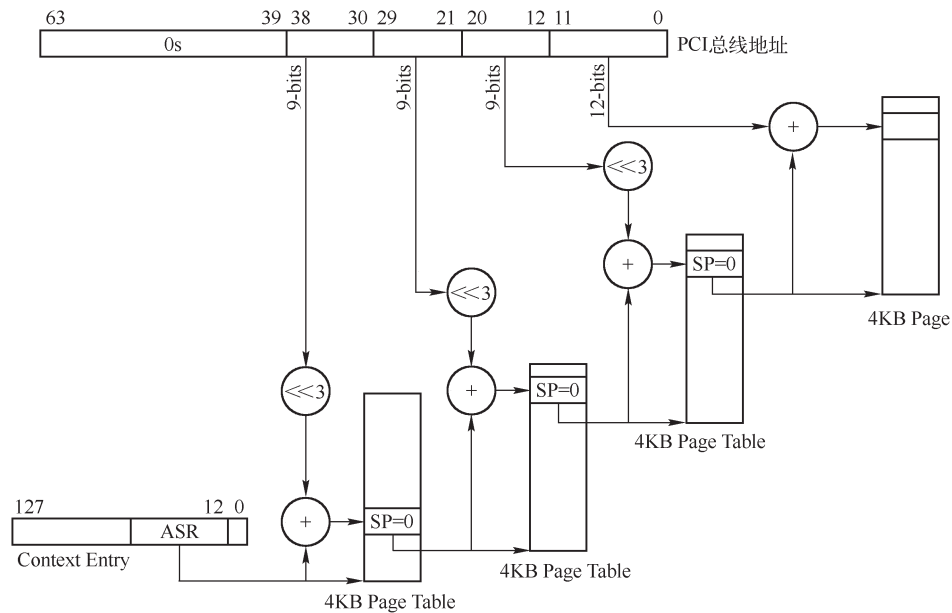 63 39 38 30 29 21 20 12 11 0
0s PCI总线地址
9-bits 9-bits 9-bits 12-bits
+
<<3
+ SP=0
<<3
4KB Page
<<3 + SP=0
4KB Page Table
127 12 0
+ SP=0
ASR
Context Entry
4KB Page Table
4KB Page Table